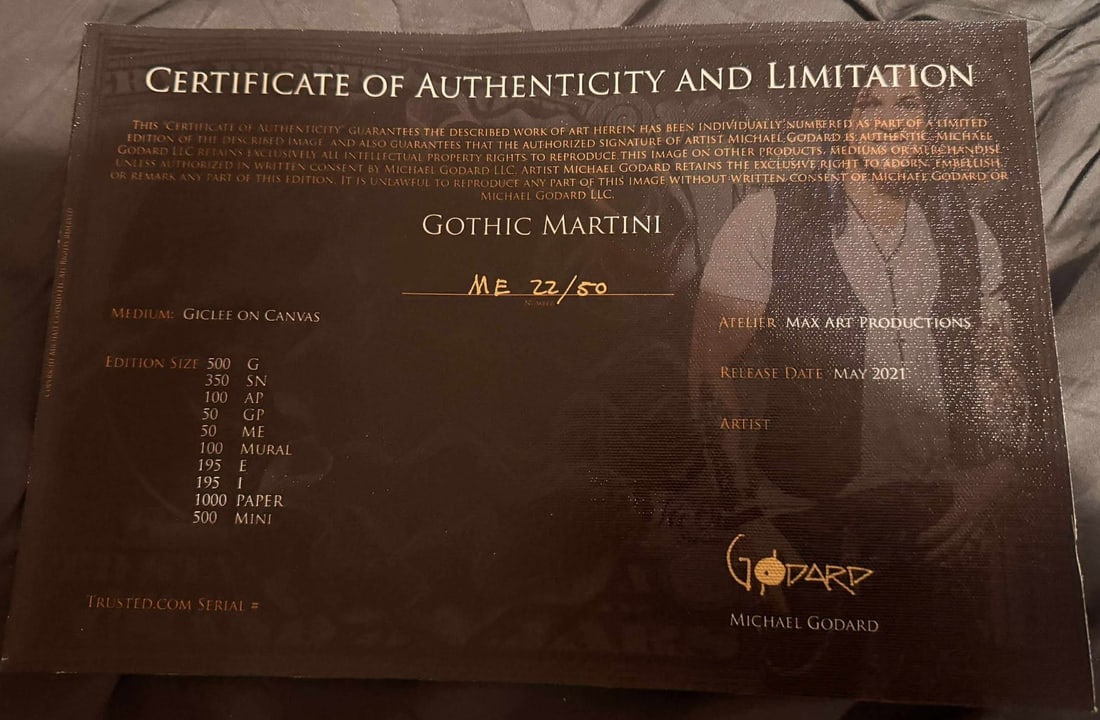 CERTIFICATE OF AUTHENTICITY AND LIMITATION
THIS "CERTIFICATE OF AUTHENTICITY" GUARANTEES THE DESCRIBED WORK OF ART HEREIN HAS BEEN INDIVIDUALLY NUMBERED AS PART OF A LIMITED
EDITION OF THE DESCRIBED IMAGE, AND ALSO GUARANTEES THAT THE AUTHORIZED SIGNATURE OF ARTIST MICHAEL GODARD IS AUTHENTIC. MICHAEL
GODARD LLC RETAINS EXCLUSIVELY ALL INTELLECTUAL PROPERTY RIGHTS TO REPRODUCE THIS IMAGE ON OTHER PRODUCTS, MEDIUMS OR MERCHANDISE
UNLESS AUTHORIZED IN WRITTEN CONSENT BY MICHAEL GODARD LLC. ARTIST MICHAEL GODARD RETAINS THE EXCLUSIVE RIGHT TO ADORN, EMBELLISH,
OR REMARK ANY PART OF THIS EDITION. IT IS UNLAWFUL TO REPRODUCE ANY PART OF THIS IMAGE WITHOUT WRITTEN CONSENT OF MICHAEL GODARD OR
MICHAEL GODARD LLC.
GOTHIC MARTINI
ME 22/50
NUMBER
MEDIUM: GICLEE ON CANVAS
EDITION SIZE 500 G
350 SN
100 AP
50 GP
50 ME
100 MURAL
195 E
195 I
1000 PAPER
500 MINI
TRUSTED.COM SERIAL #
ATELIER MAX ART PRODUCTIONS
RELEASE DATE MAY 2021
ARTIST
GODARD
MICHAEL GODARD